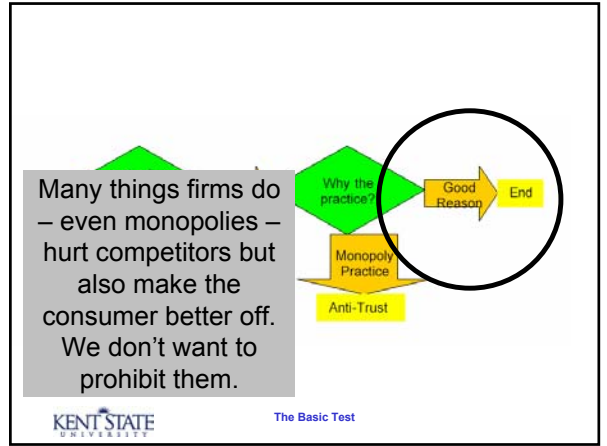 Many things firms do
– even monopolies –
hurt competitors but
also make the
consumer better off.
We don't want to
prohibit them.
Why the
practice?
Good
Reason
End
Monopoly
Practice
Anti-Trust
KENT STATE
UNIVERSITY
The Basic Test